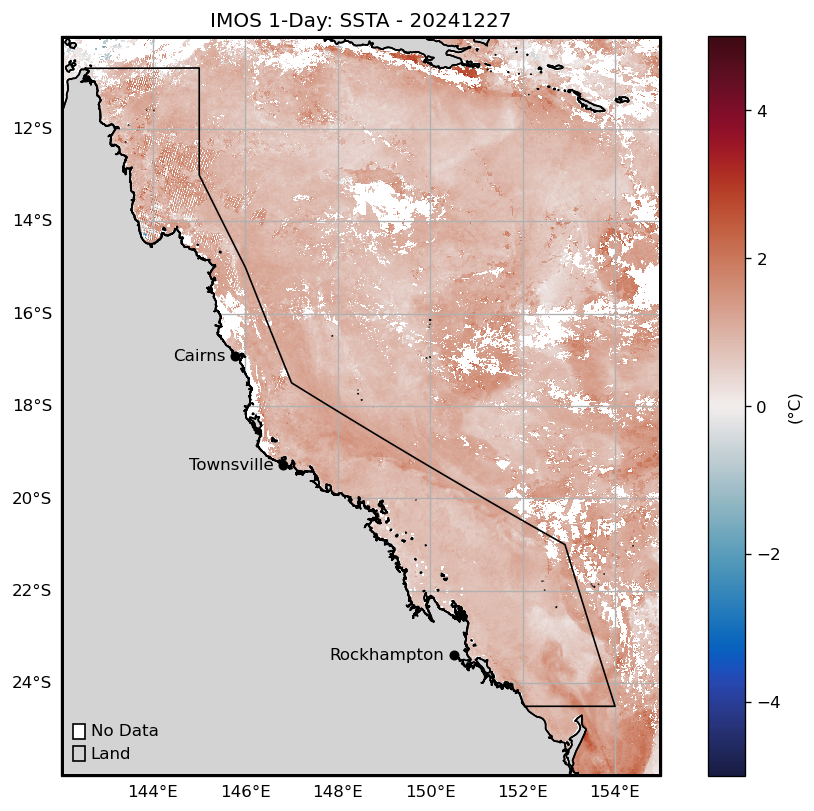 IMOS 1-Day: SSTA - 20241227
12°S
14°S
16°S
18°S
20°S
22°S
24°S
Cairns
Townsville
Rockhampton
No Data
Land
144°E 146°E 148°E 150°E 152°E 154°E
4
2
0
−2
−4
(°C)